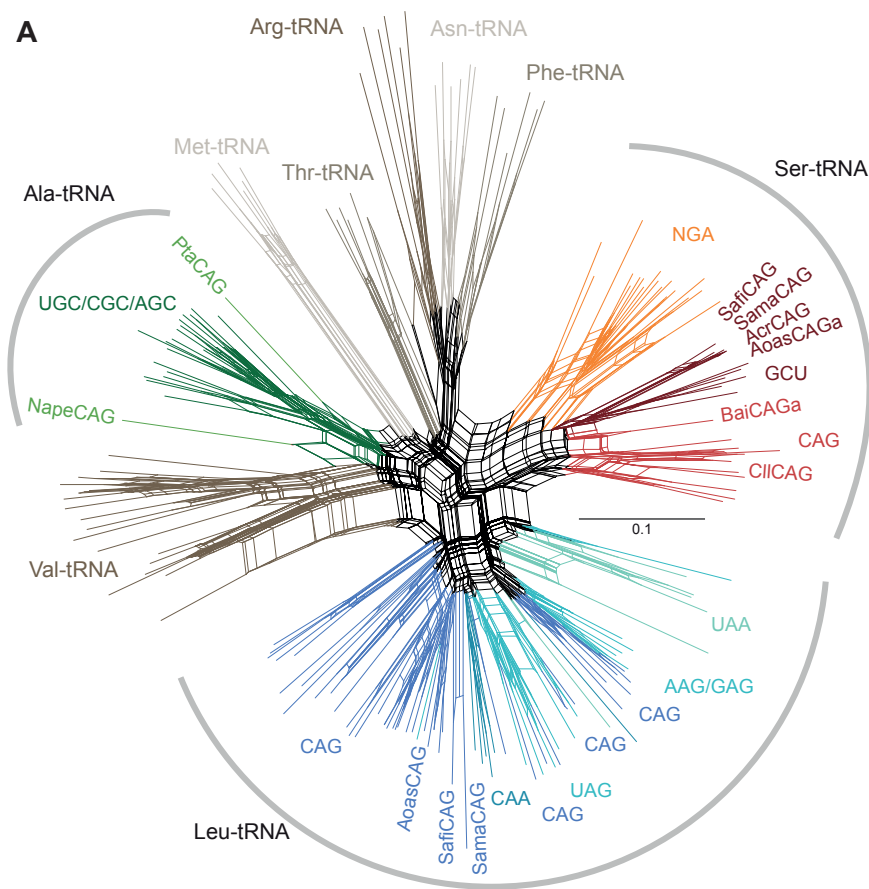 A
Arg-tRNA
Asn-tRNA
Phe-tRNA
Met-tRNA
Thr-tRNA
Ser-tRNA
Ala-tRNA
NGA
PtaCAG
UGC/CGC/AGC
SafiCAG
SamaCAG
AcrCAG
AoasCAGa
GCU
NapeCAG
BaiCAGa
CAG
CllCAG
0.1
Val-tRNA
UAA
AAG/GAG
CAG
CAG
CAG
AoasCAG
SafiCAG
SamaCAG
CAA
UAG
CAG
Leu-tRNA